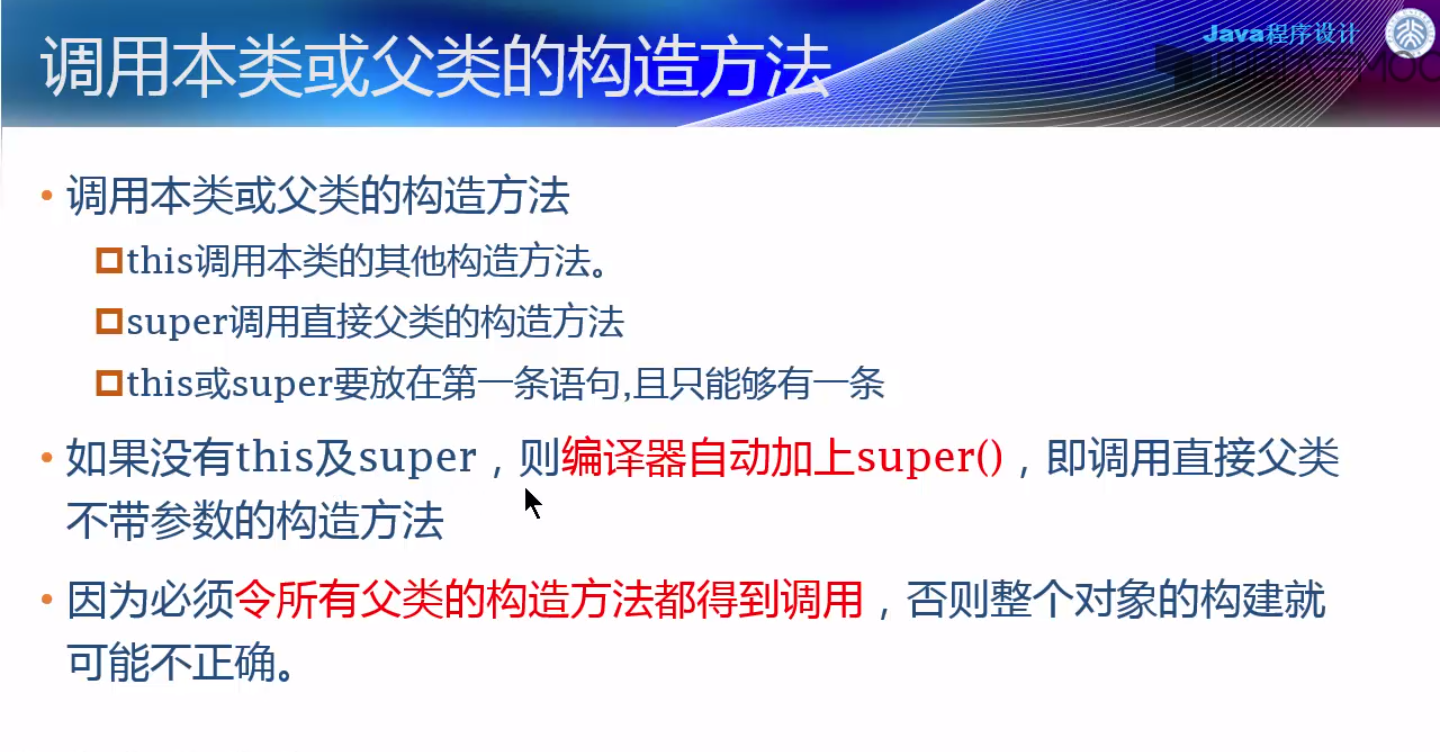 调用本类或父类的构造方法
Java程序设计
调用本类或父类的构造方法
this调用本类的其他构造方法。
super调用直接父类的构造方法
this或super要放在第一条语句,且只能够有一条
如果没有this及super，则编译器自动加上super()，即调用直接父类
不带参数的构造方法
因为必须令所有父类的构造方法都得到调用，否则整个对象的构建就
可能不正确。